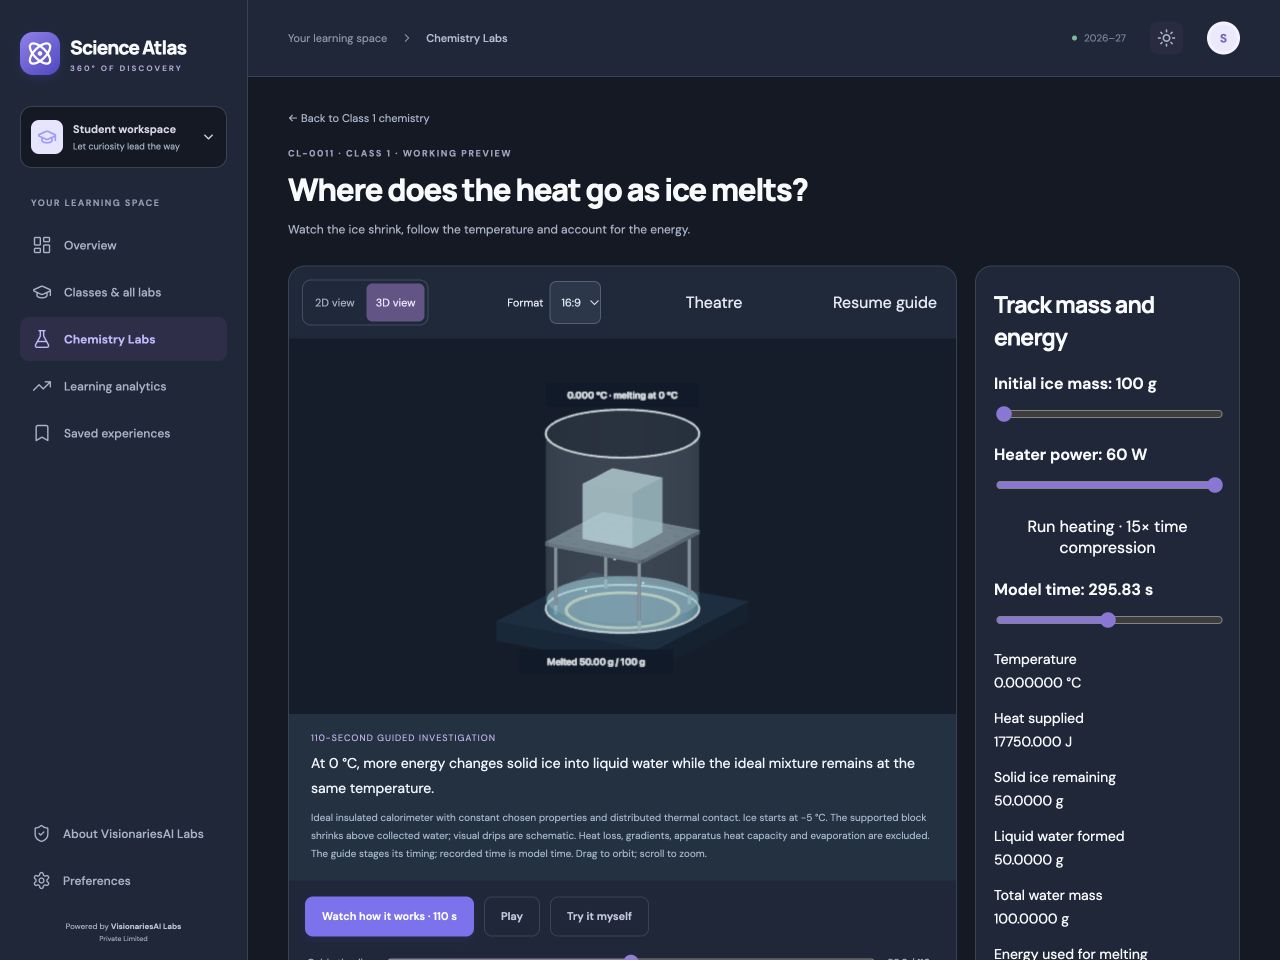 Science Atlas
360° OF DISCOVERY
Student workspace
Let curiosity lead the way
YOUR LEARNING SPACE
Overview
Classes & all labs
Chemistry Labs
Learning analytics
Saved experiences
About VisionariesAI Labs
Preferences
Powered by VisionariesAI Labs
Private Limited
Your learning space
Chemistry Labs
2026–27
S
← Back to Class 1 chemistry
CL-0011 · CLASS 1 · WORKING PREVIEW
Where does the heat go as ice melts?
Watch the ice shrink, follow the temperature and account for the energy.
2D view
3D view
Format
16:9
Theatre
Resume guide
0.000 °C · melting at 0 °C
Melted 50.00 g / 100 g
110-SECOND GUIDED INVESTIGATION
At 0 °C, more energy changes solid ice into liquid water while the ideal mixture remains at the
same temperature.
Ideal insulated calorimeter with constant chosen properties and distributed thermal contact. Ice starts at −5 °C. The supported block
shrinks above collected water; visual drips are schematic. Heat loss, gradients, apparatus heat capacity and evaporation are excluded.
The guide stages its timing; recorded time is model time. Drag to orbit; scroll to zoom.
Watch how it works · 110 s
Play
Try it myself
Track mass and
energy
Initial ice mass: 100 g
Heater power: 60 W
Run heating · 15× time
compression
Model time: 295.83 s
Temperature
0.000000 °C
Heat supplied
17750.000 J
Solid ice remaining
50.0000 g
Liquid water formed
50.0000 g
Total water mass
100.0000 g
Energy used for melting